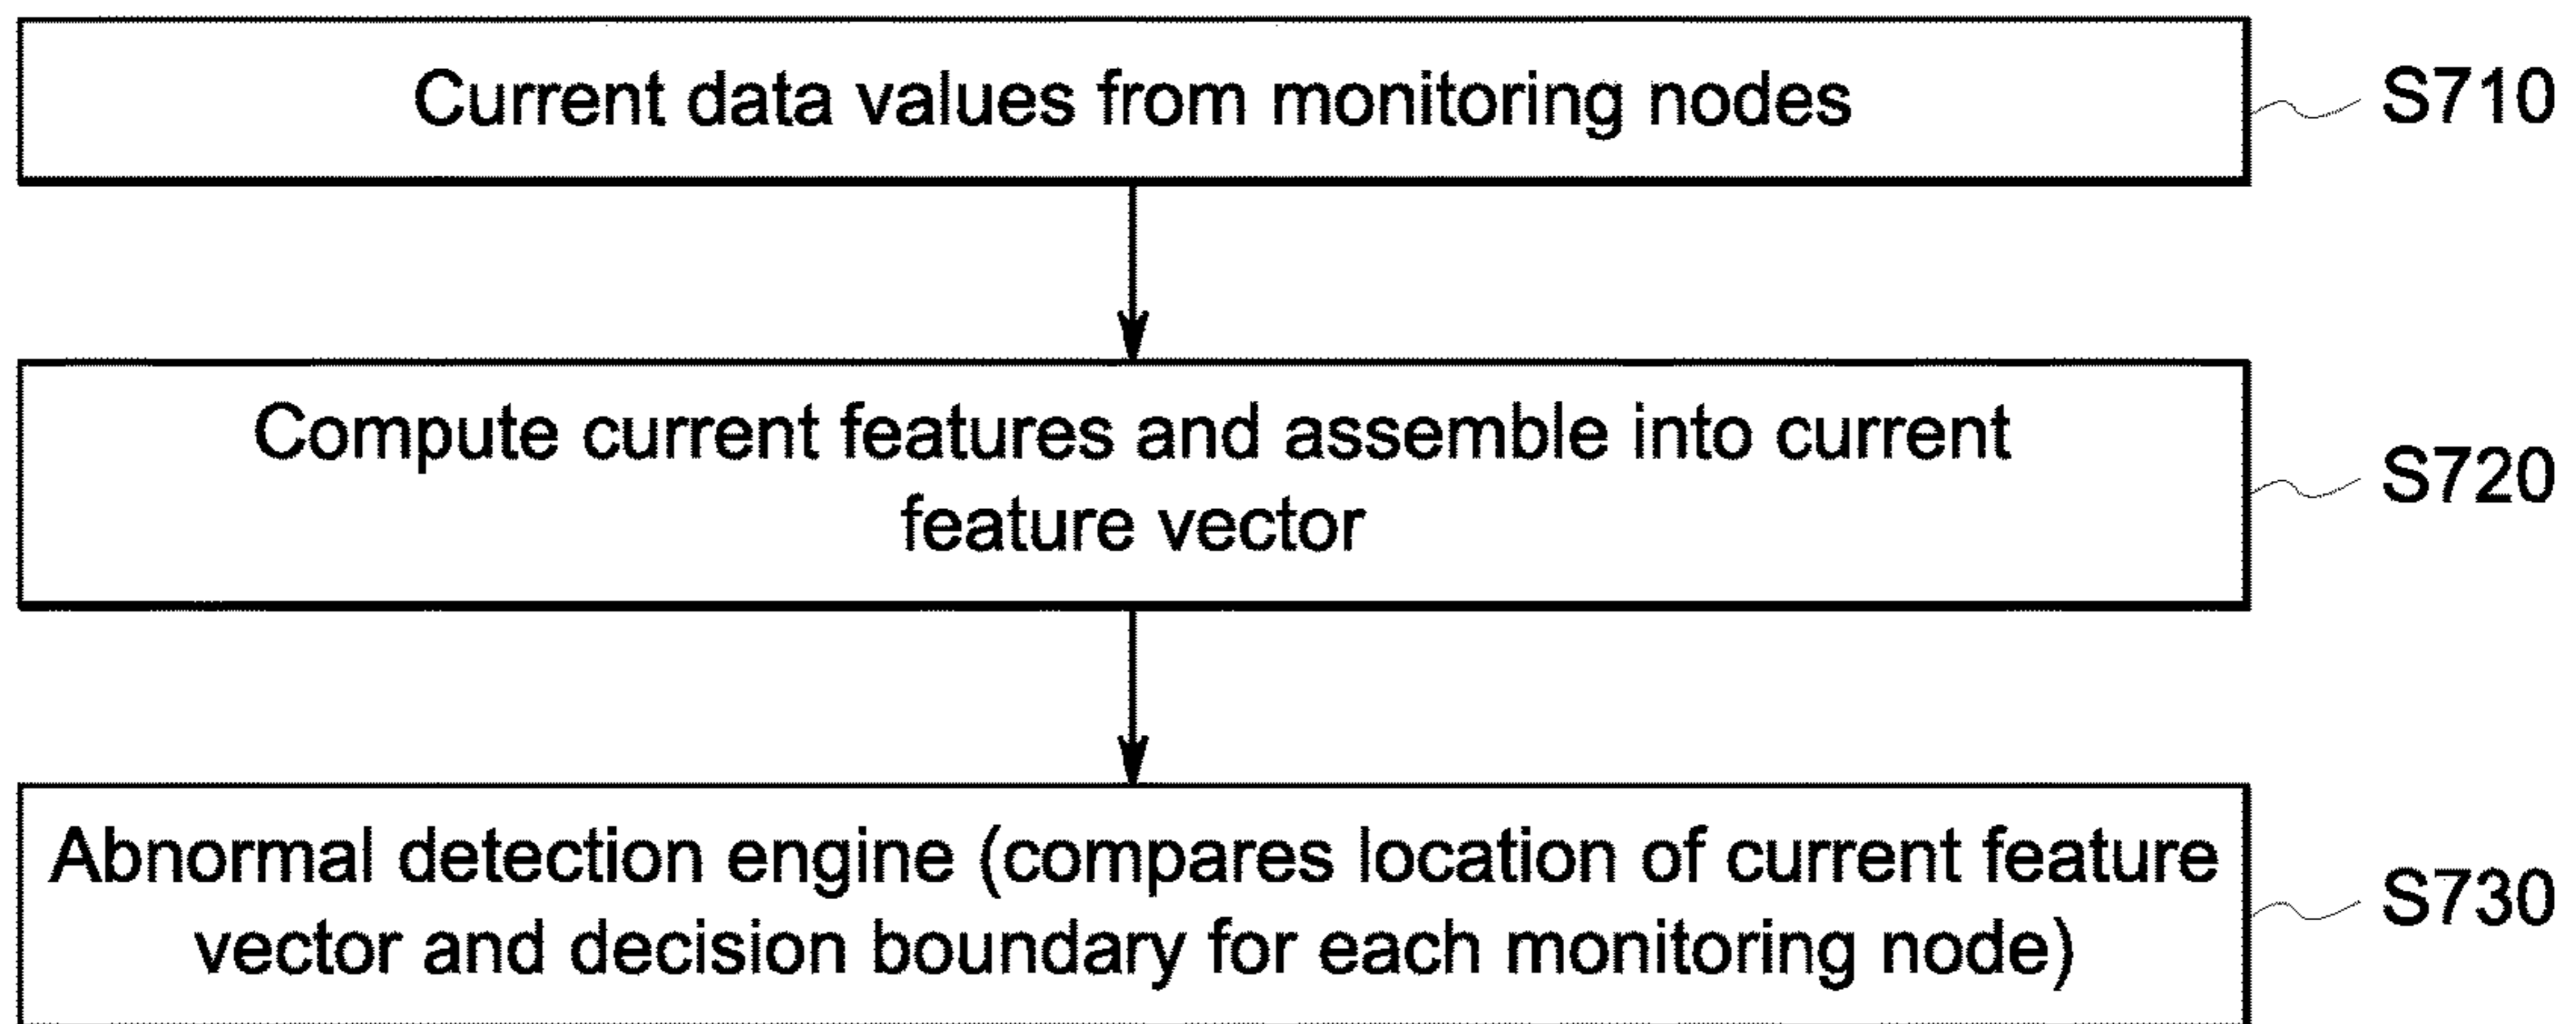 Current data values from monitoring nodes
S710
Compute current features and assemble into current
feature vector
S720
Abnormal detection engine (compares location of current feature
vector and decision boundary for each monitoring node)
S730